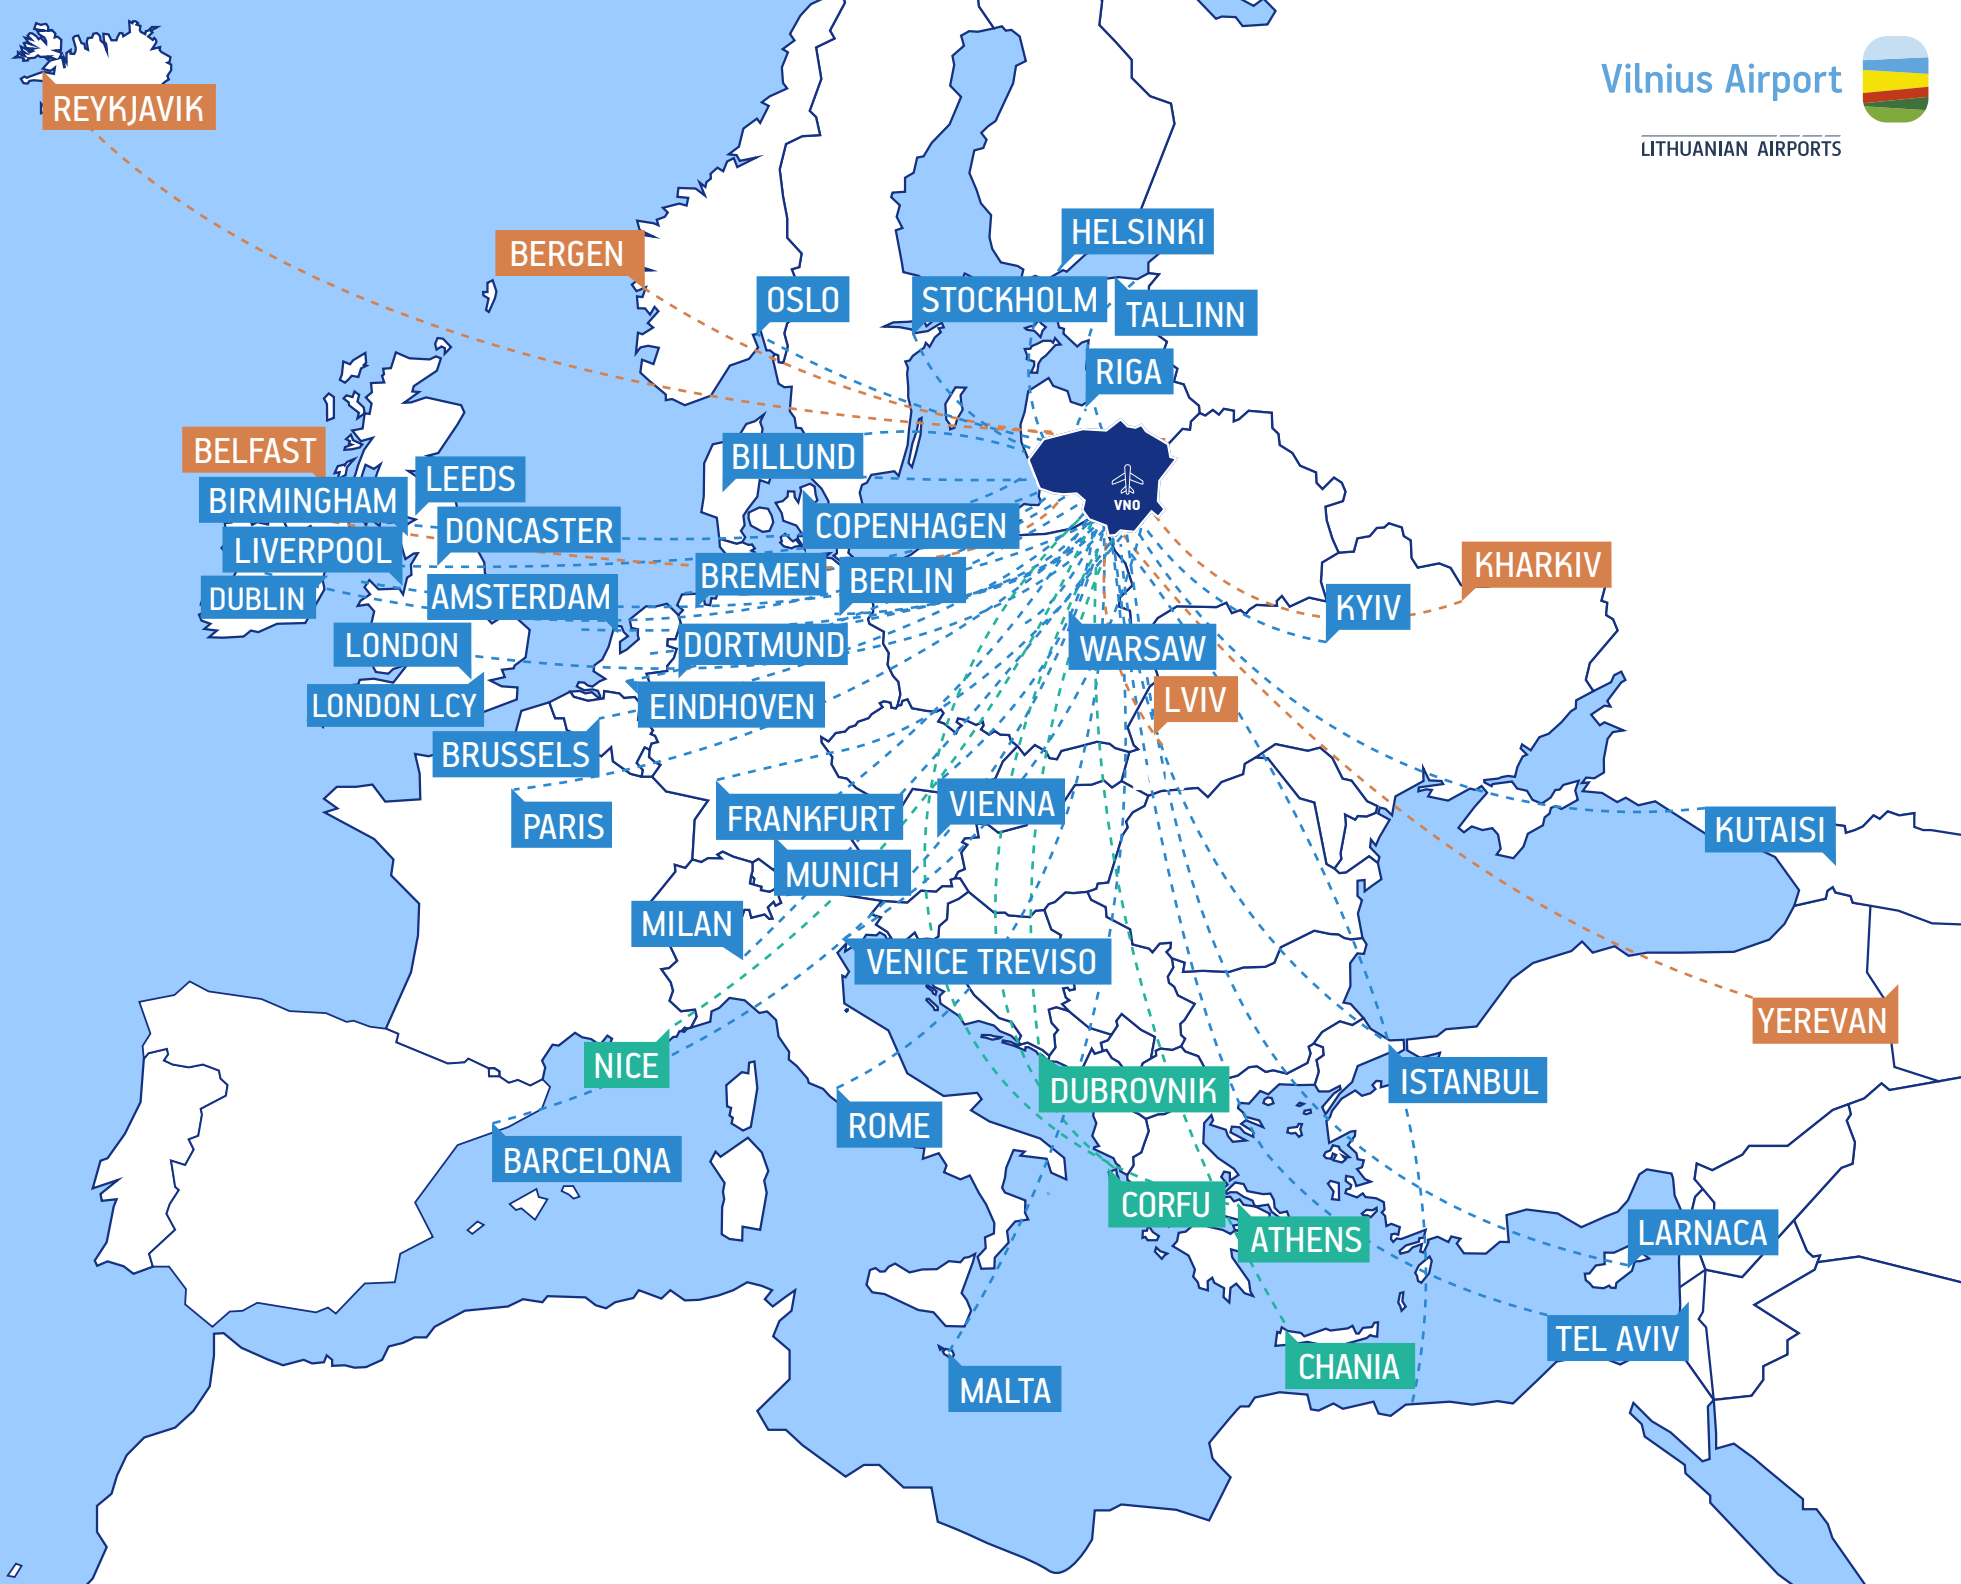 Vilnius Airport
LITHUANIAN AIRPORTS
REYKJAVIK
HELSINKI
BERGEN
OSLO
STOCKHOLM
TALLINN
RIGA
BELFAST
BILLUND
LEEDS
BIRMINGHAM
VNO
COPENHAGEN
DONCASTER
LIVERPOOL
KHARKIV
BREMEN
BERLIN
DUBLIN
AMSTERDAM
KYIV
LONDON
DORTMUND
WARSAW
LVIV
LONDON LCY
EINDHOVEN
BRUSSELS
VIENNA
FRANKFURT
PARIS
KUTAISI
MUNICH
MILAN
VENICE TREVISO
YEREVAN
NICE
ISTANBUL
DUBROVNIK
ROME
BARCELONA
CORFU
LARNACA
ATHENS
TEL AVIV
CHANIA
MALTA